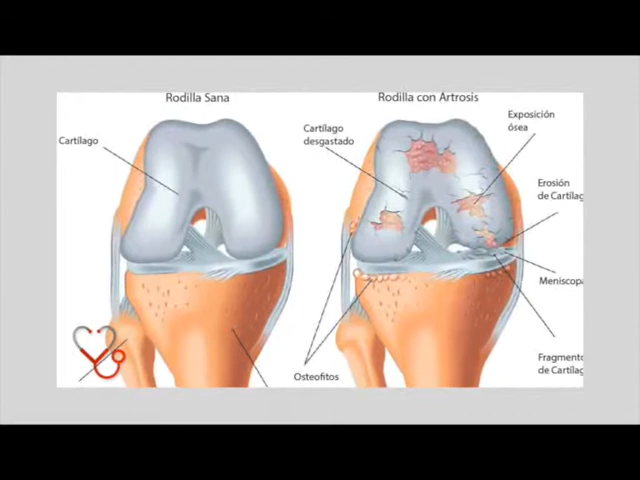 Rodilla Sana
Rodilla con Artrosis
Cartílago
Cartílago
desgastado
Exposición
ósea
Erosión
de Cartílag
Meniscopa
Fragmento
de Cartílag
Osteofitos